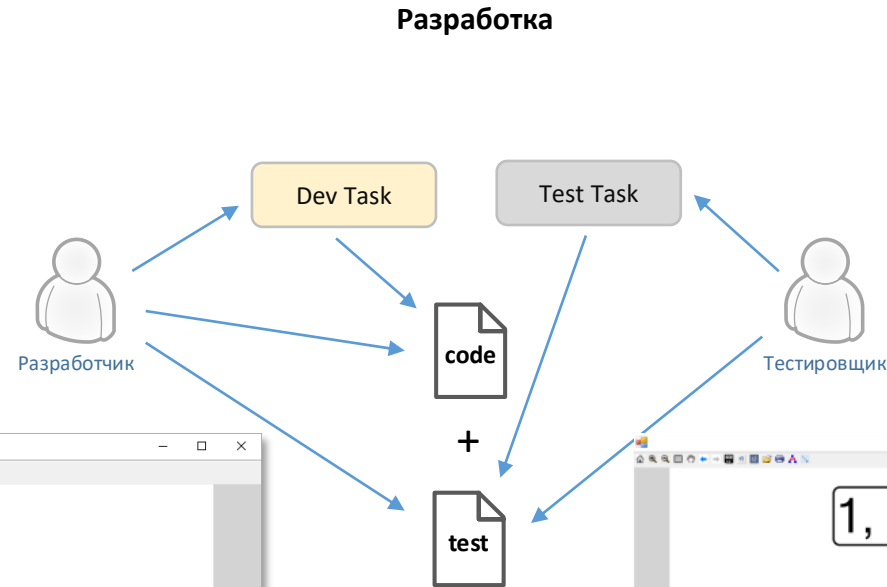 Разработка
Dev Task
Test Task
Разработчик
code
Тестировщик
+
test
1,